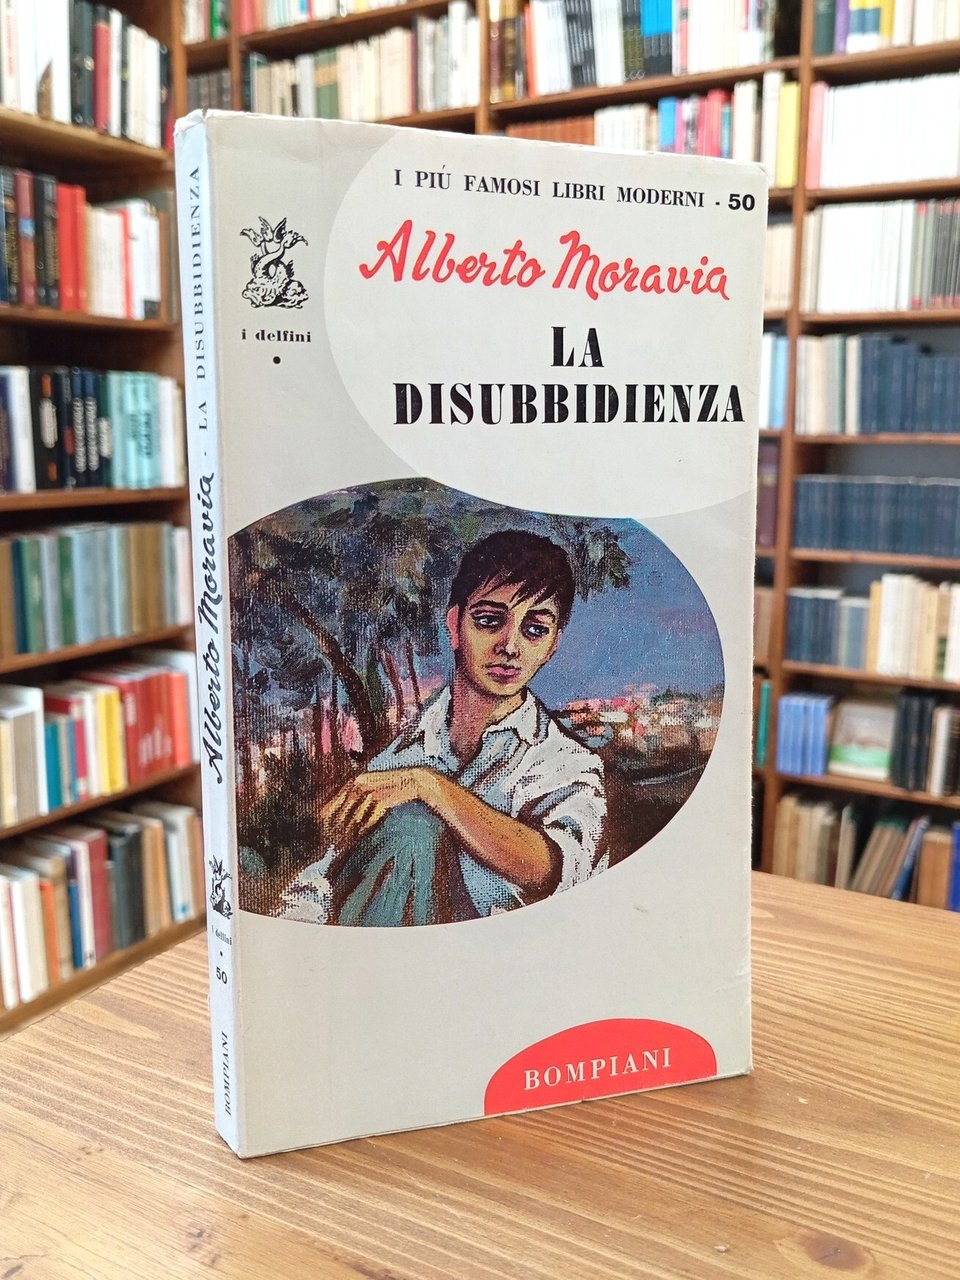 I PIÚ FAMOSI LIBRI MODERNI - 50
Alberto Moravia
LA
DISUBBIDIENZA
i delfini
BOMPIANI
Alberto Moravia · LA DISUBBIDIENZA
i delfini
50
BOMPIANI